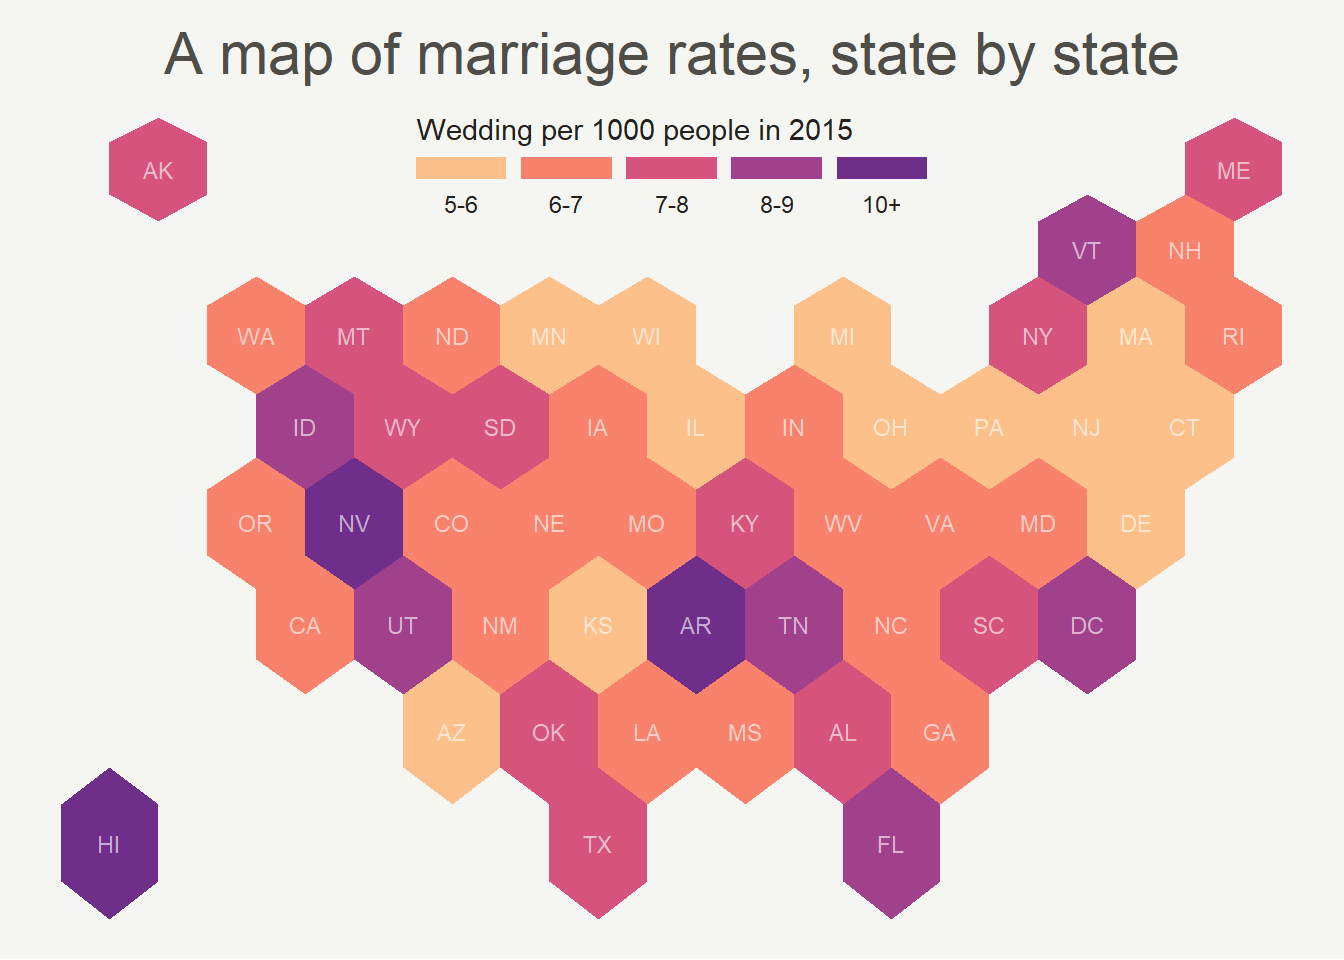 A map of marriage rates, state by state
Wedding per 1000 people in 2015
5-6 6-7 7-8 8-9 10+
AK ME
VT NH
WA MT ND MN WI MI NY MA RI
ID WY SD IA IL IN OH PA NJ CT
OR NV CO NE MO KY WV VA MD DE
CA UT NM KS AR TN NC SC DC
AZ OK LA MS AL GA
HI TX FL